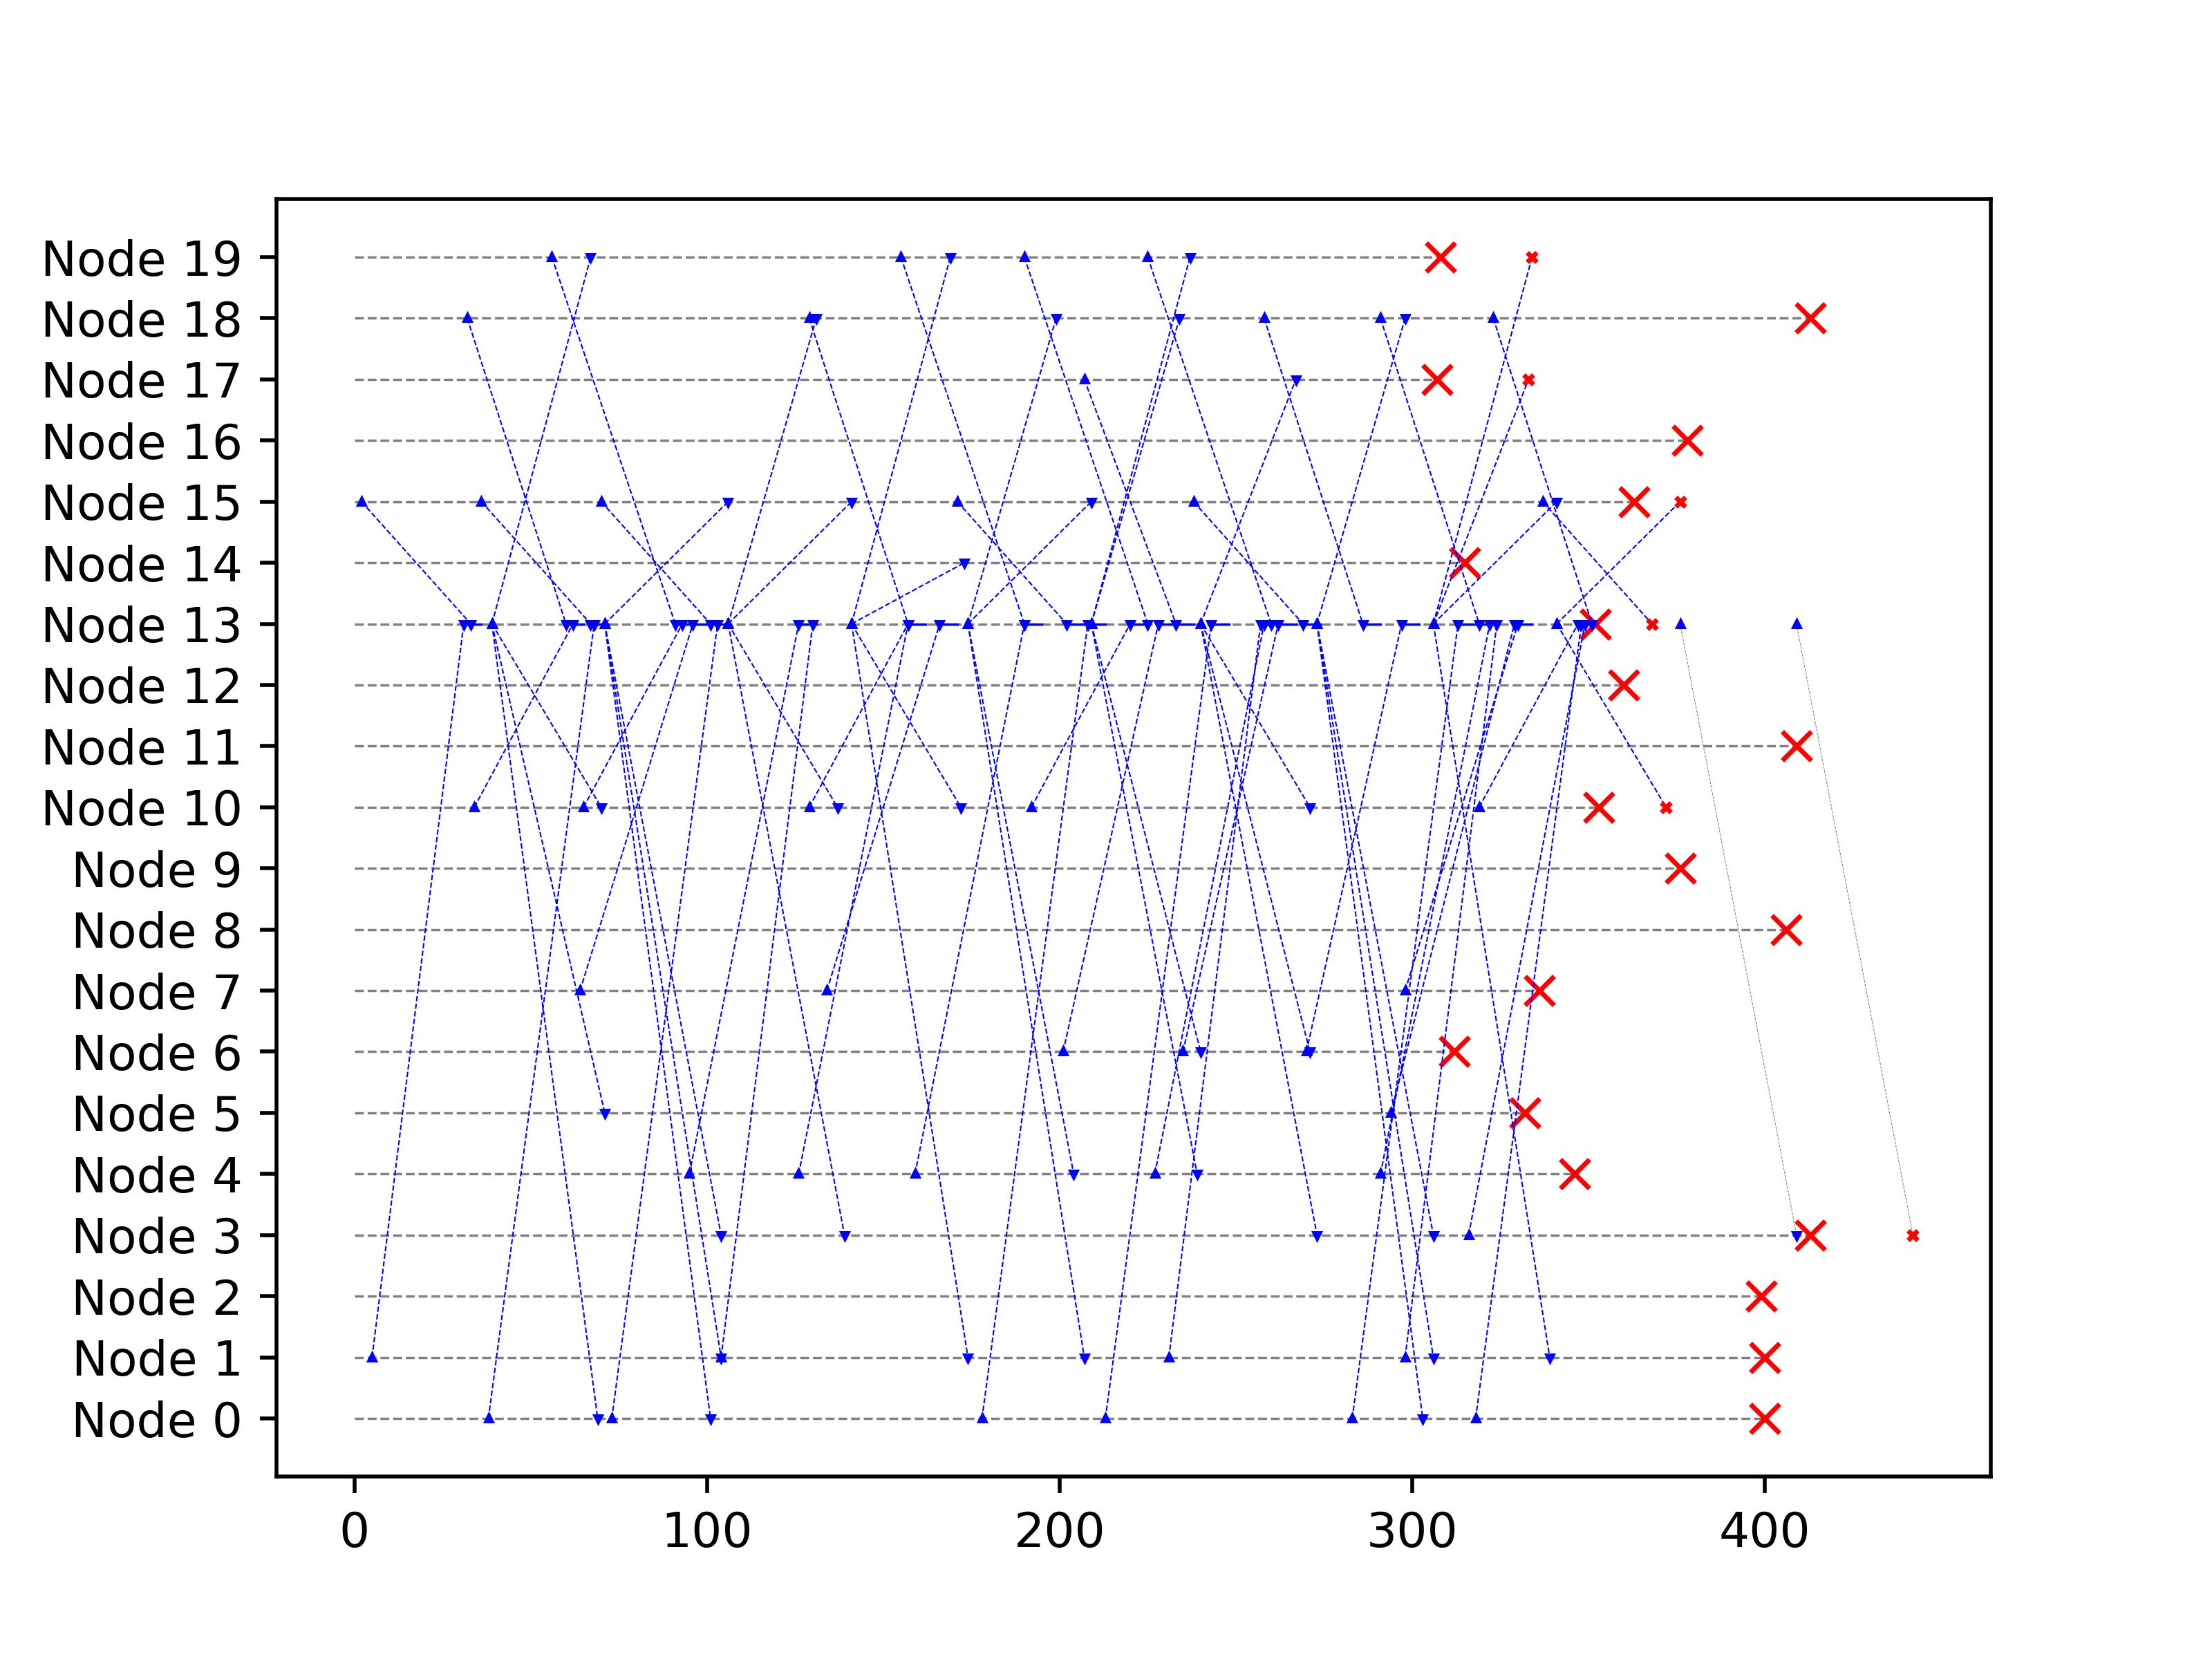 Node 19
Node 18
Node 17
Node 16
Node 15
Node 14
Node 13
Node 12
Node 11
Node 10
Node 9
Node 8
Node 7
Node 6
Node 5
Node 4
Node 3
Node 2
Node 1
Node 0
0 100 200 300 400